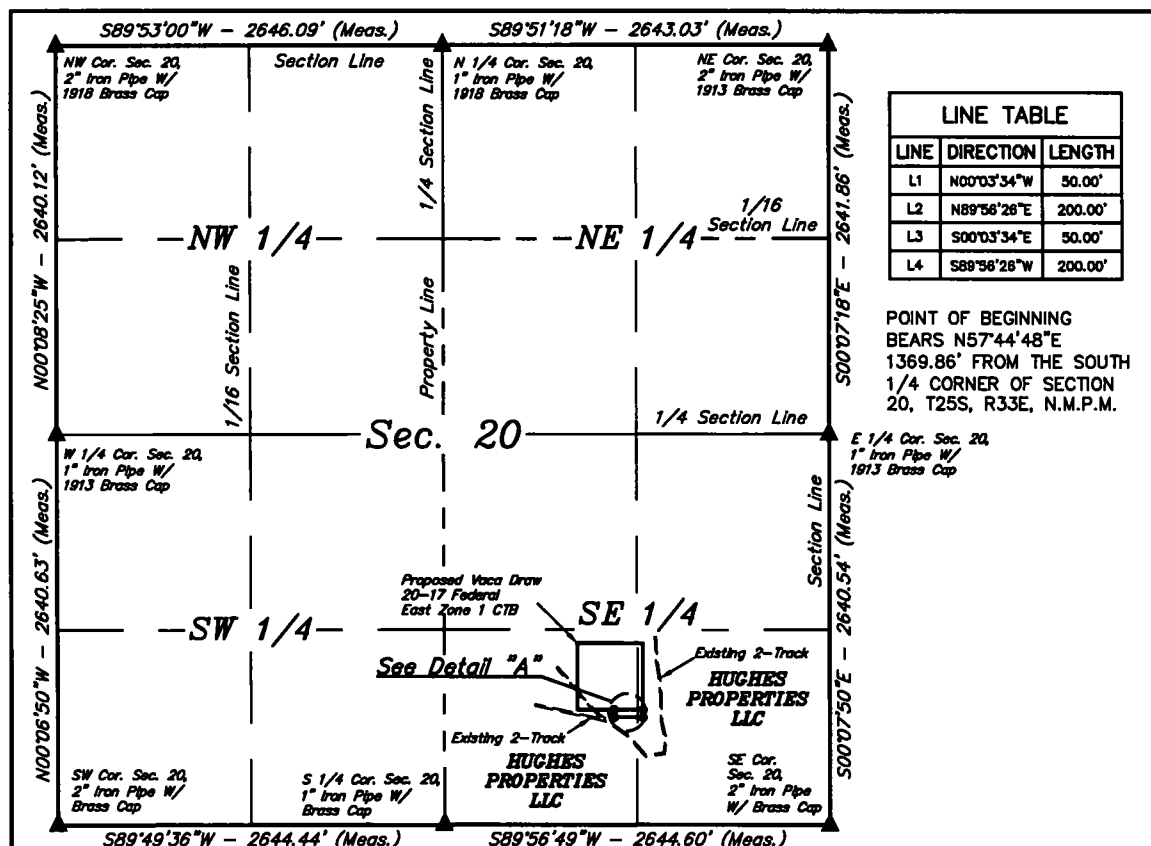 S89°53'00"W - 2646.09' (Meas.)
S89°51'18"W - 2643.03' (Meas.)
NW Cor. Sec. 20,
2" Iron Pipe W/
1918 Brass Cap
Section Line
1/4 Section Line
N 1/4 Cor. Sec. 20,
1" Iron Pipe W/
1918 Brass Cap
NE Cor. Sec. 20,
2" Iron Pipe W/
1913 Brass Cap
N00°08'25"W - 2640.12' (Meas.)
S00°07'18"E - 2641.86' (Meas.)
LINE TABLE
LINE DIRECTION LENGTH
L1 N00°03'34"W 50.00'
L2 N89°56'26"E 200.00'
L3 S00°03'34"E 50.00'
L4 S89°56'26"W 200.00'
NW 1/4
NE 1/4
1/16
Section Line
1/16 Section Line
Property Line
POINT OF BEGINNING
BEARS N57°44'48"E
1369.86' FROM THE SOUTH
1/4 CORNER OF SECTION
20, T25S, R33E, N.M.P.M.
Sec. 20
1/4 Section Line
W 1/4 Cor. Sec. 20,
1" Iron Pipe W/
1913 Brass Cap
E 1/4 Cor. Sec. 20,
1" Iron Pipe W/
1913 Brass Cap
Section Line
N00°06'50"W - 2640.63' (Meas.)
S00°07'50"E - 2640.54' (Meas.)
Proposed Vaca Draw
20-17 Federal
East Zone 1 CTB
SW 1/4
SE 1/4
See Detail "A"
Existing 2-Track
HUGHES
PROPERTIES
LLC
Existing 2-Track
HUGHES
PROPERTIES
LLC
SW Cor. Sec. 20,
2" Iron Pipe W/
Brass Cap
S 1/4 Cor. Sec. 20,
1" Iron Pipe W/
Brass Cap
SE Cor.
Sec. 20,
2" Iron Pipe
W/ Brass Cap
S89°49'36"W - 2644.44' (Meas.)
S89°56'49"W - 2644.60' (Meas.)